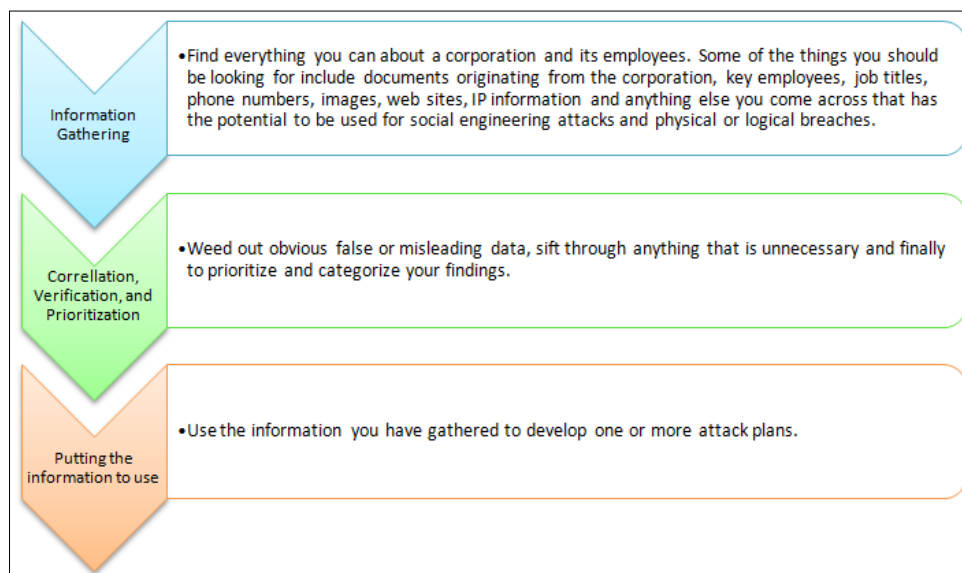 Information
Gathering
•Find everything you can about a corporation and its employees. Some of the things you should
be looking for include documents originating from the corporation, key employees, job titles,
phone numbers, images, web sites, IP information and anything else you come across that has
the potential to be used for social engineering attacks and physical or logical breaches.
Correllation,
Verification, and
Prioritization
•Weed out obvious false or misleading data, sift through anything that is unnecessary and finally
to prioritize and categorize your findings.
Putting the
information to use
•Use the information you have gathered to develop one or more attack plans.